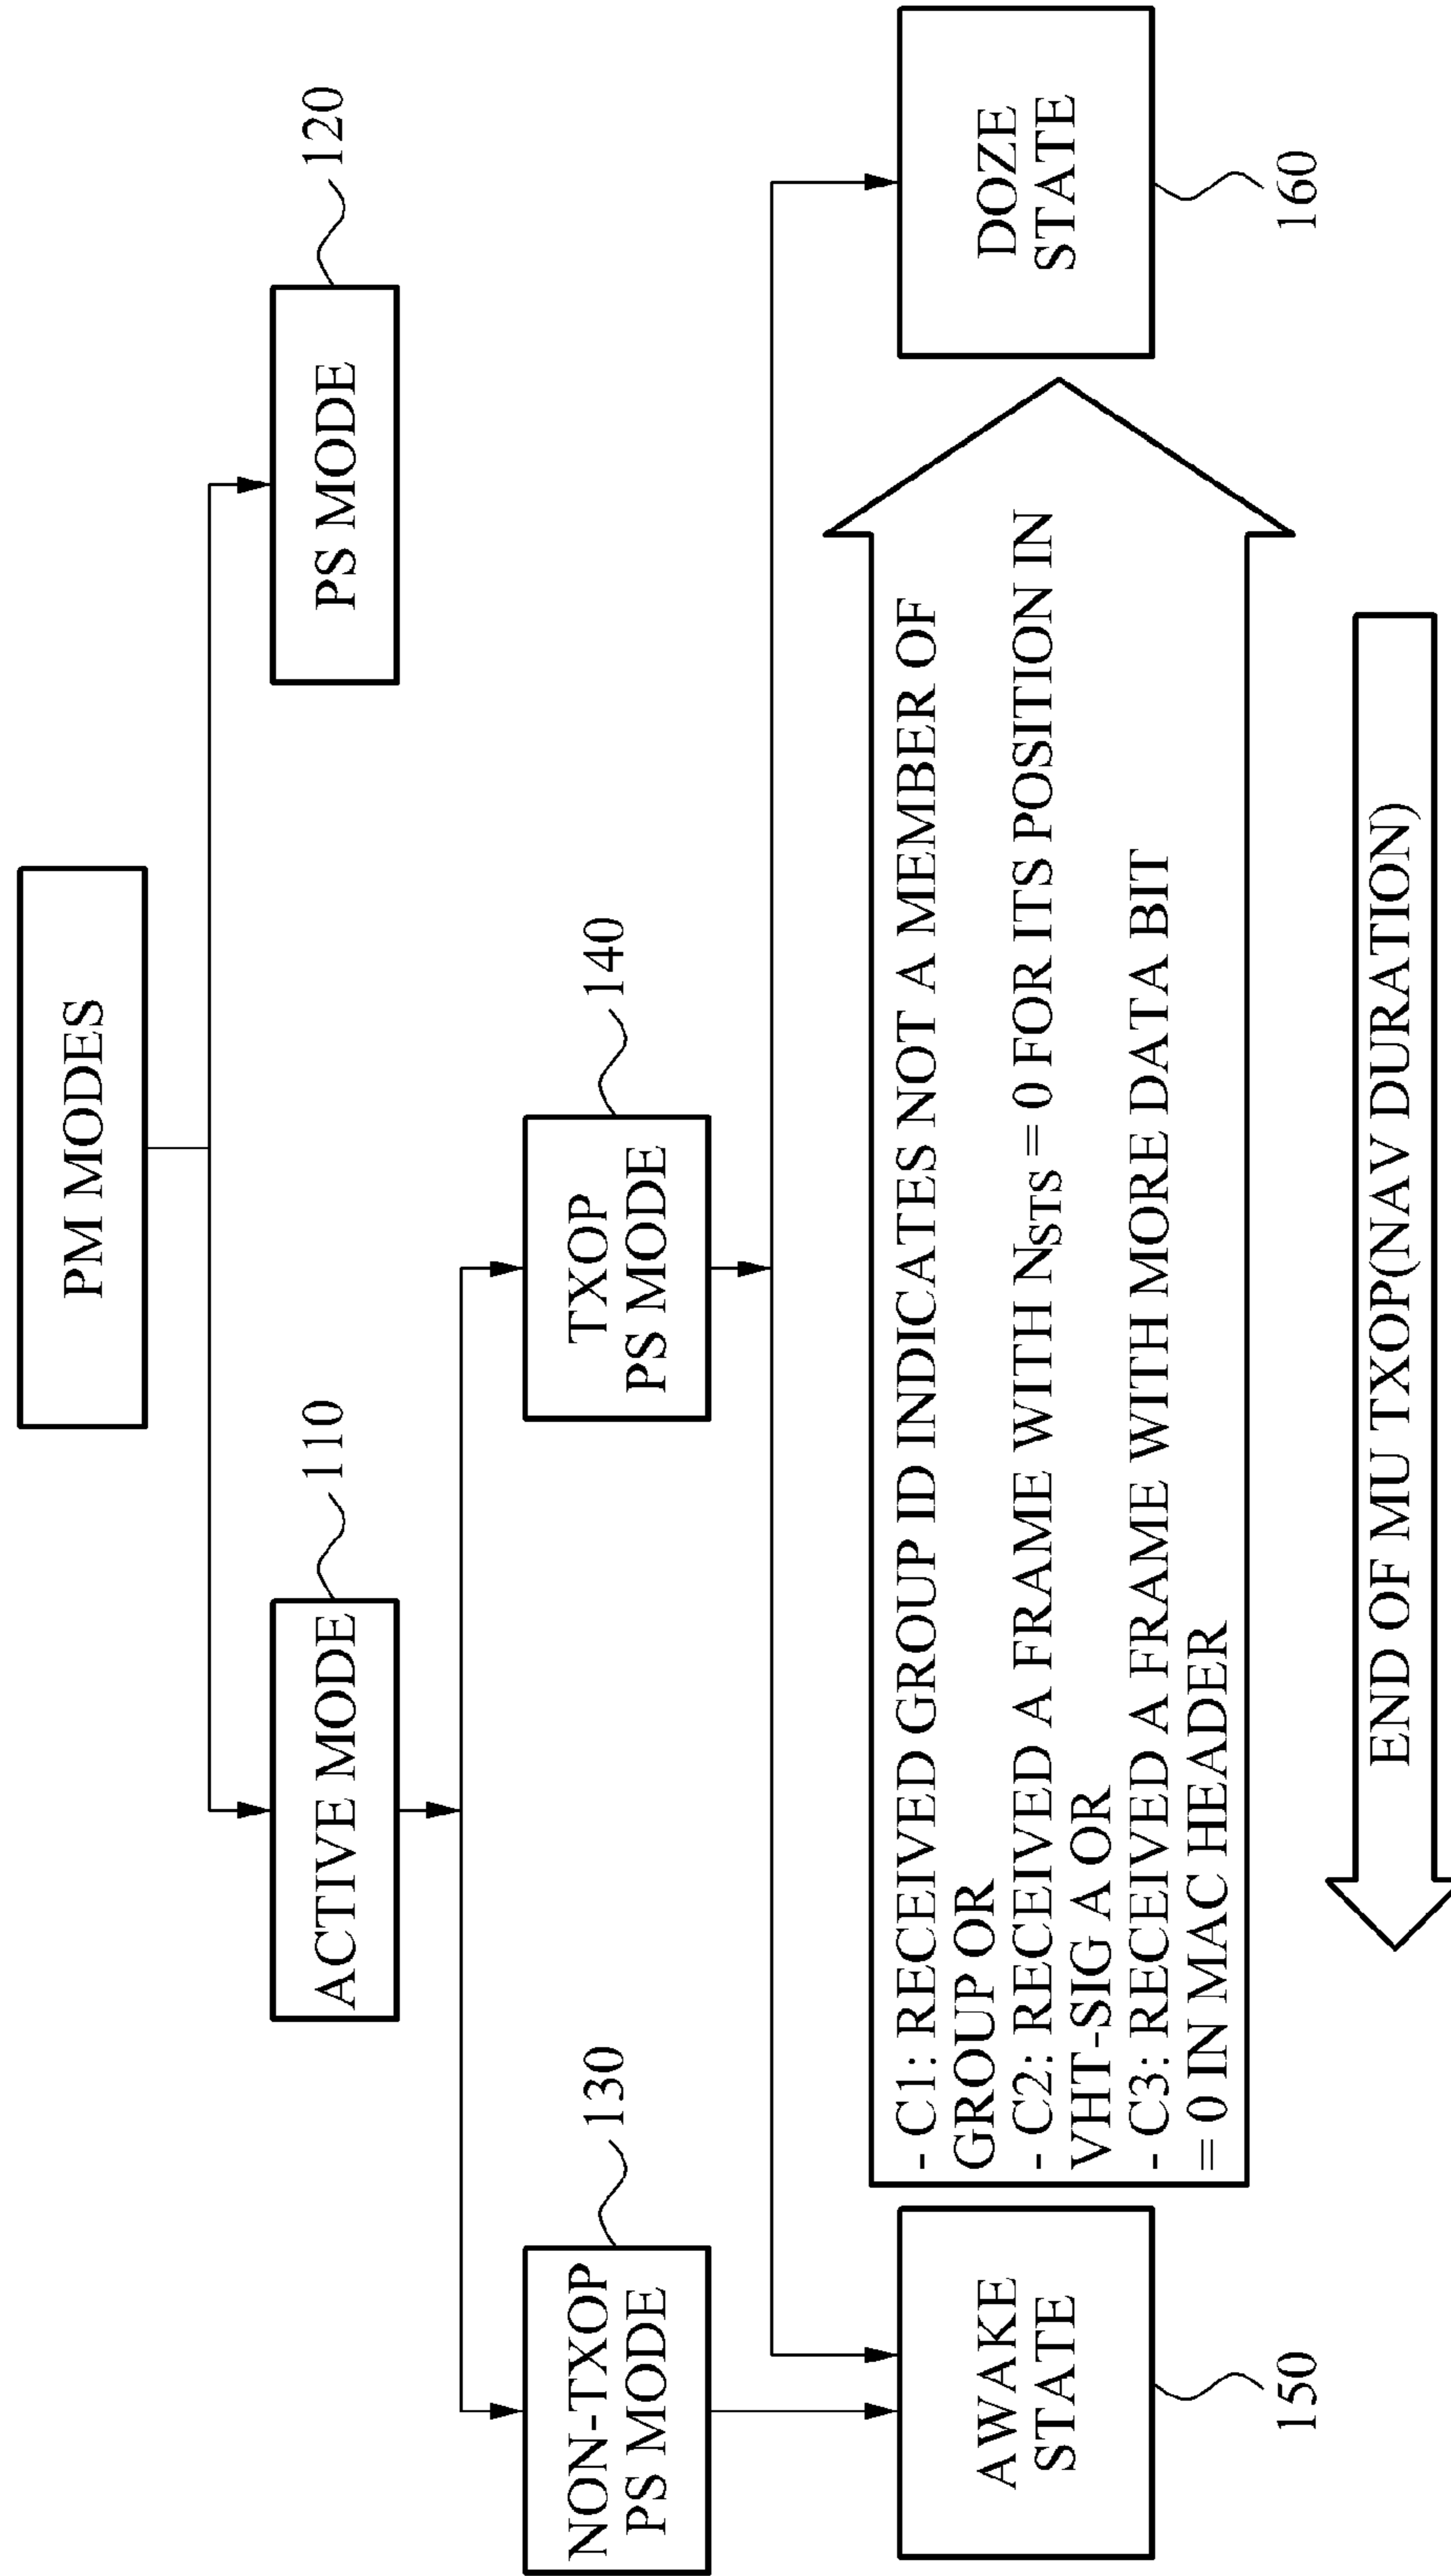 PM MODES
110
120
ACTIVE MODE
PS MODE
130
140
NON-TXOP
PS MODE
TXOP
PS MODE
AWAKE
STATE
150
- C1: RECEIVED GROUP ID INDICATES NOT A MEMBER OF
GROUP OR
- C2: RECEIVED A FRAME WITH NSTS = 0 FOR ITS POSITION IN
VHT-SIG A OR
- C3: RECEIVED A FRAME WITH MORE DATA BIT
= 0 IN MAC HEADER
DOZE
STATE
160
END OF MU TXOP(NAV DURATION)